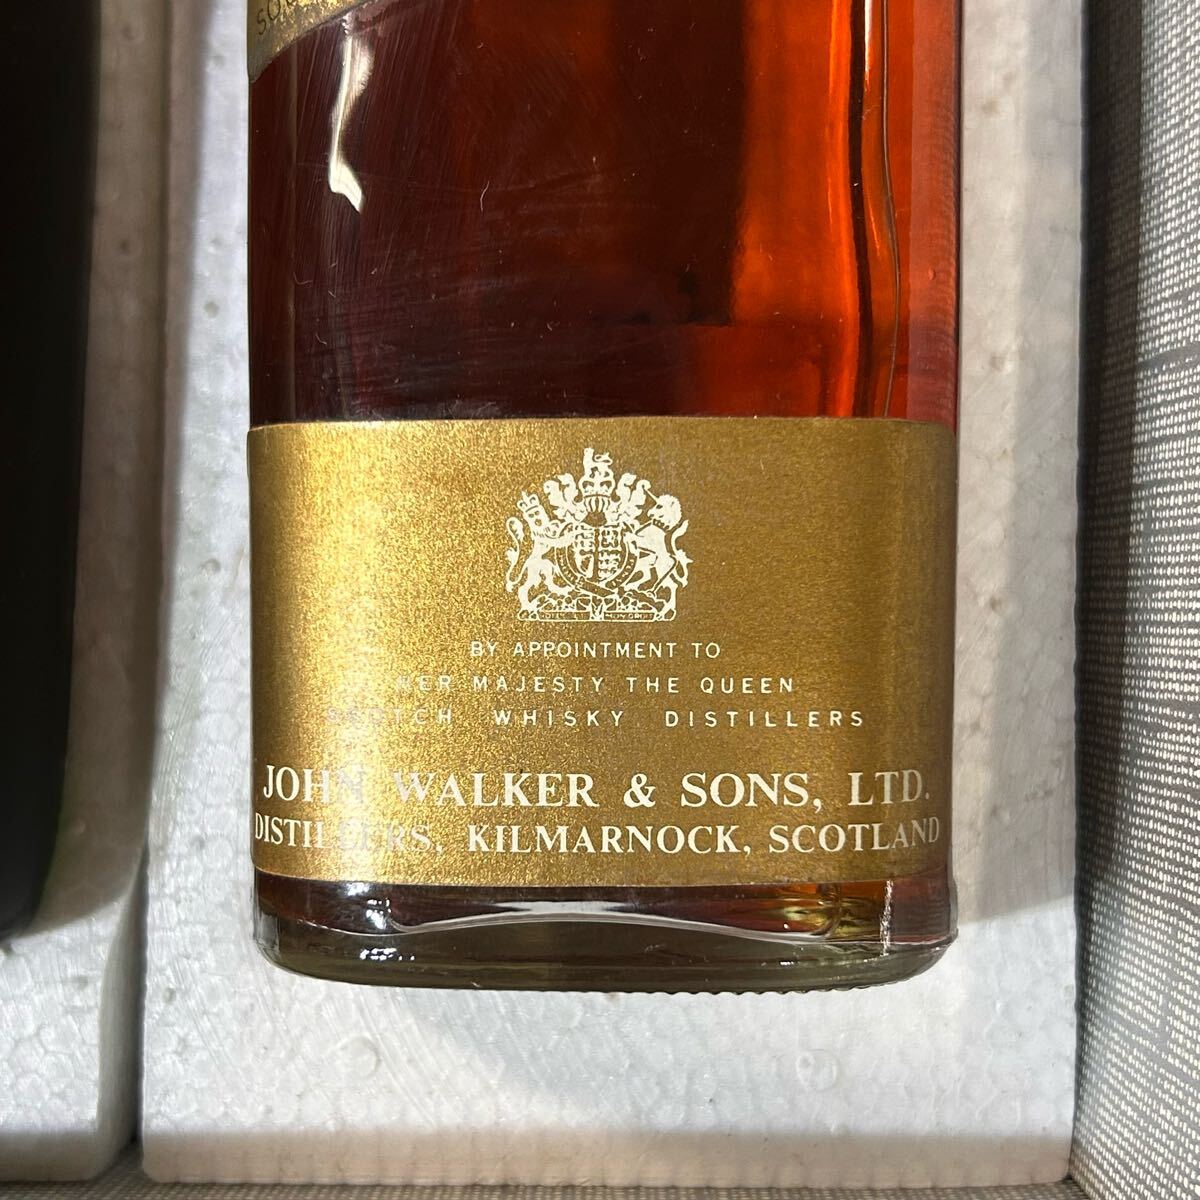 BY APPOINTMENT TO
HER MAJESTY THE QUEEN
SCOTCH WHISKY DISTILLERS
JOHN WALKER & SONS, LTD.
DISTILLERS, KILMARNOCK, SCOTLAND